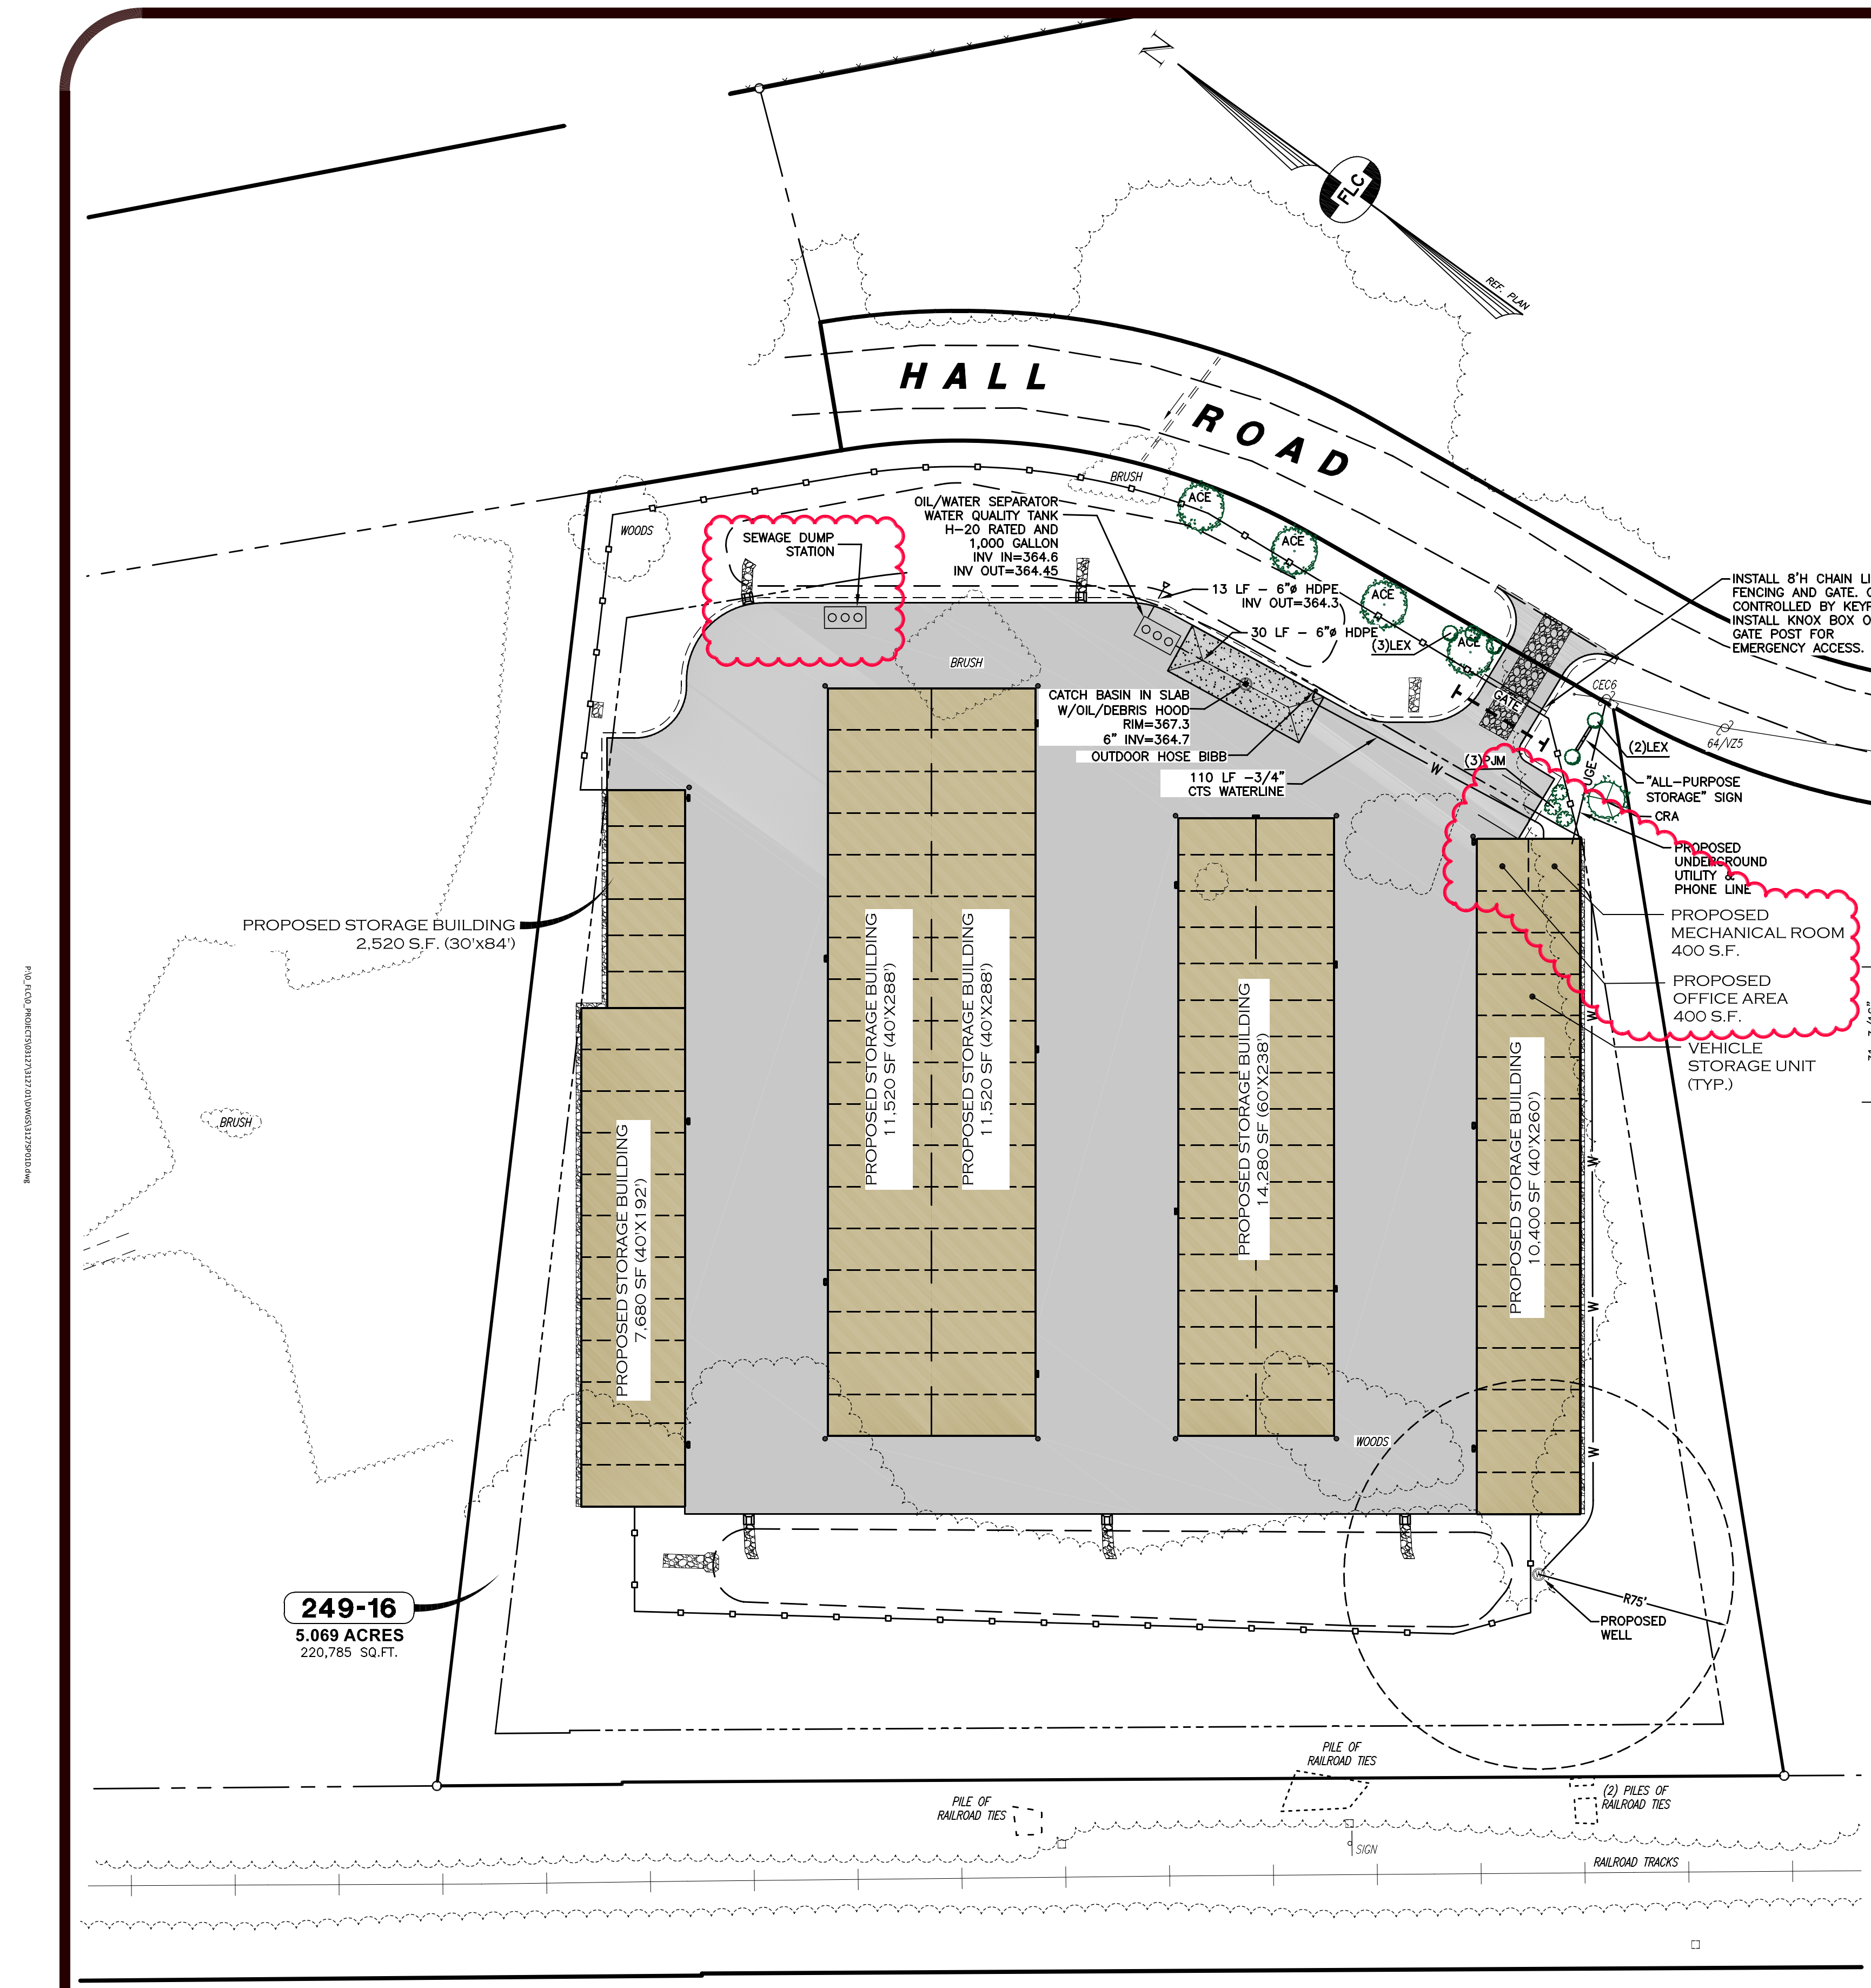 N
FLC
REF. PLAN
HALL
ROAD
BRUSH
WOODS
SEWAGE DUMP
STATION
OIL/WATER SEPARATOR
WATER QUALITY TANK
H-20 RATED AND
1,000 GALLON
INV IN=364.6
INV OUT=364.45
ACE
ACE
ACE
ACE
13 LF - 6"ø HDPE
INV OUT=364.3
30 LF - 6"ø HDPE
(3)LEX
INSTALL 8'H CHAIN LI
FENCING AND GATE. G
CONTROLLED BY KEYP
INSTALL KNOX BOX O
GATE POST FOR
EMERGENCY ACCESS.
BRUSH
CATCH BASIN IN SLAB
W/OIL/DEBRIS HOOD
RIM=367.3
6" INV=364.7
OUTDOOR HOSE BIBB
110 LF -3/4"
CTS WATERLINE
GATE
CEC6
64/VZ5
(2)LEX
(3)PJM
UGE
W
"ALL-PURPOSE
STORAGE" SIGN
CRA
PROPOSED
UNDERGROUND
UTILITY &
PHONE LINE
PROPOSED
MECHANICAL ROOM
400 S.F.
PROPOSED
OFFICE AREA
400 S.F.
VEHICLE
STORAGE UNIT
(TYP.)
PROPOSED STORAGE BUILDING
2,520 S.F. (30'x84')
PROPOSED STORAGE BUILDING
11,520 SF (40'X288')
PROPOSED STORAGE BUILDING
11,520 SF (40'X288')
PROPOSED STORAGE BUILDING
14,280 SF (60'X238')
PROPOSED STORAGE BUILDING
10,400 SF (40'X260')
PROPOSED STORAGE BUILDING
7,680 SF (40'X192')
W
W
W
W
BRUSH
WOODS
P:\0_FLC\0_PROJECTS\03127\3127.01\DWGS\3127SP01D.dwg
249-16
5.069 ACRES
220,785 SQ.FT.
R75'
PROPOSED
WELL
PILE OF
RAILROAD TIES
PILE OF
RAILROAD TIES
(2) PILES OF
RAILROAD TIES
SIGN
RAILROAD TRACKS